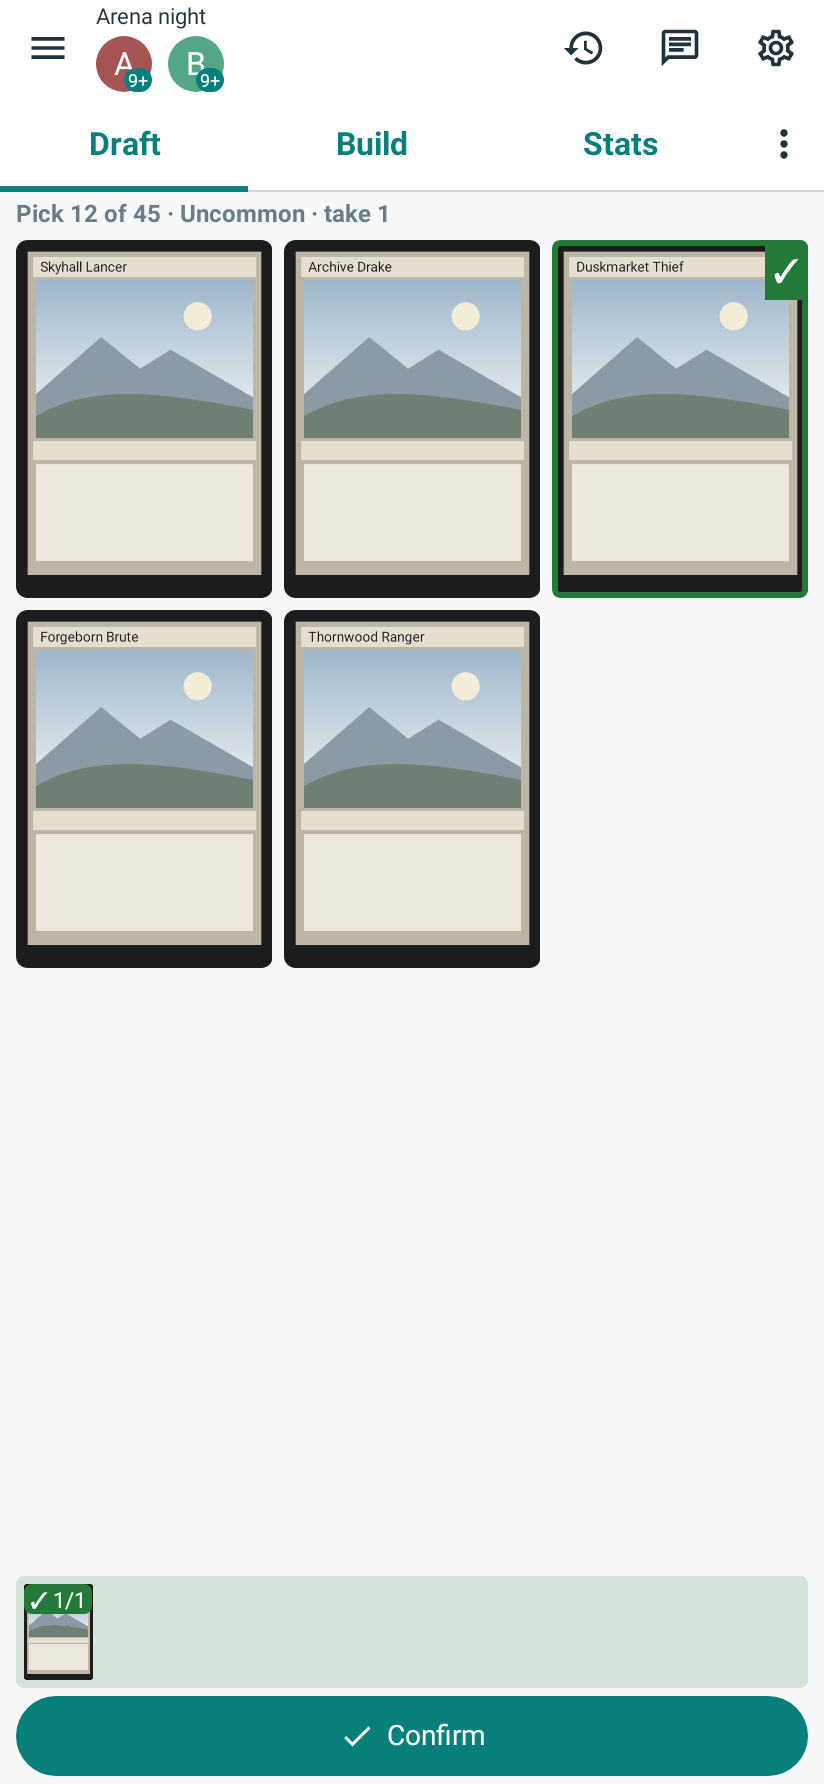 Arena night
A 9+ B 9+
Draft Build Stats
Pick 12 of 45 · Uncommon · take 1
Skyhall Lancer
Archive Drake
Duskmarket Thief
Forgeborn Brute
Thornwood Ranger
✓ 1/1
Confirm